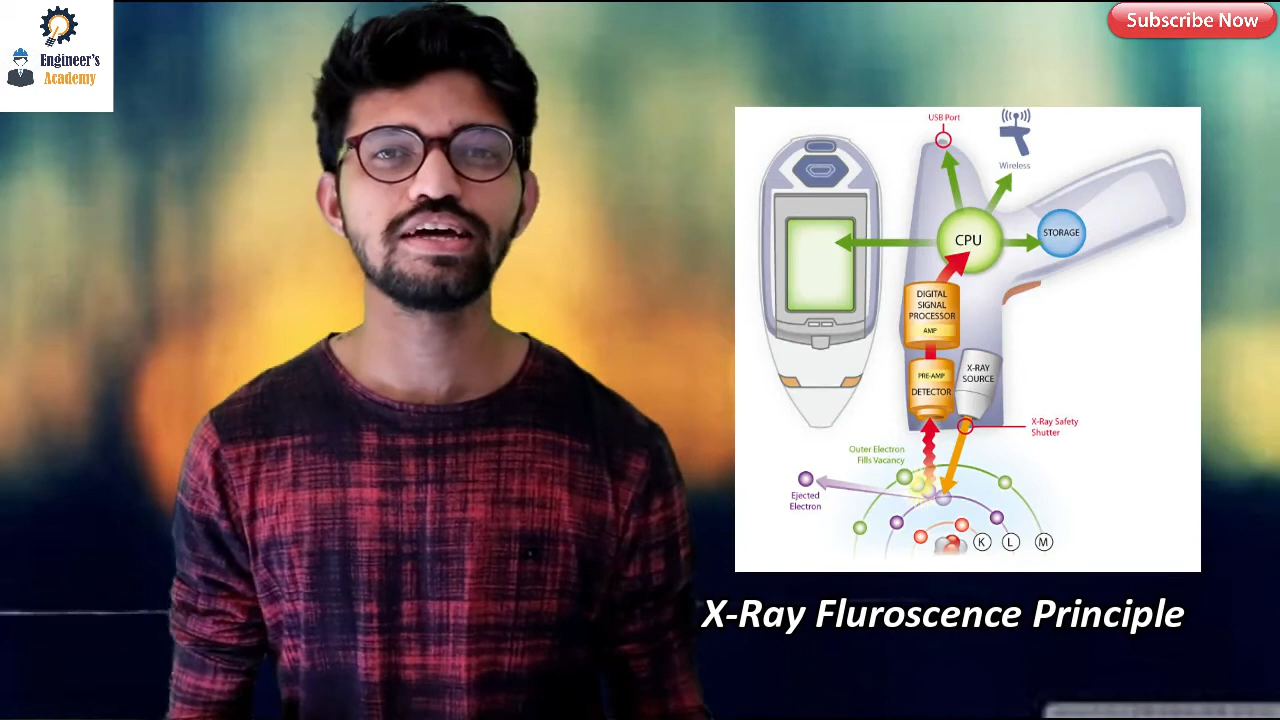 Engineer's
Academy
Subscribe Now
USB Port
Wireless
CPU
STORAGE
DIGITAL
SIGNAL
PROCESSOR
AMP
PRE-AMP
DETECTOR
X-RAY
SOURCE
X-Ray Safety
Shutter
Outer Electron
Fills Vacancy
Ejected
Electron
K
L
M
X-Ray Fluroscence Principle